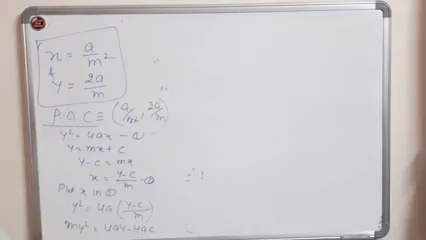 x = a/m²
&
y = 2a/m
P.O.C ≡ (a/m², 2a/m)
y² = 4ax - ①
y = mx + c
y - c = mx
x = y-c/m - ②
Put x in ①
y² = 4a (y-c/m)
my² = 4ay - 4ac